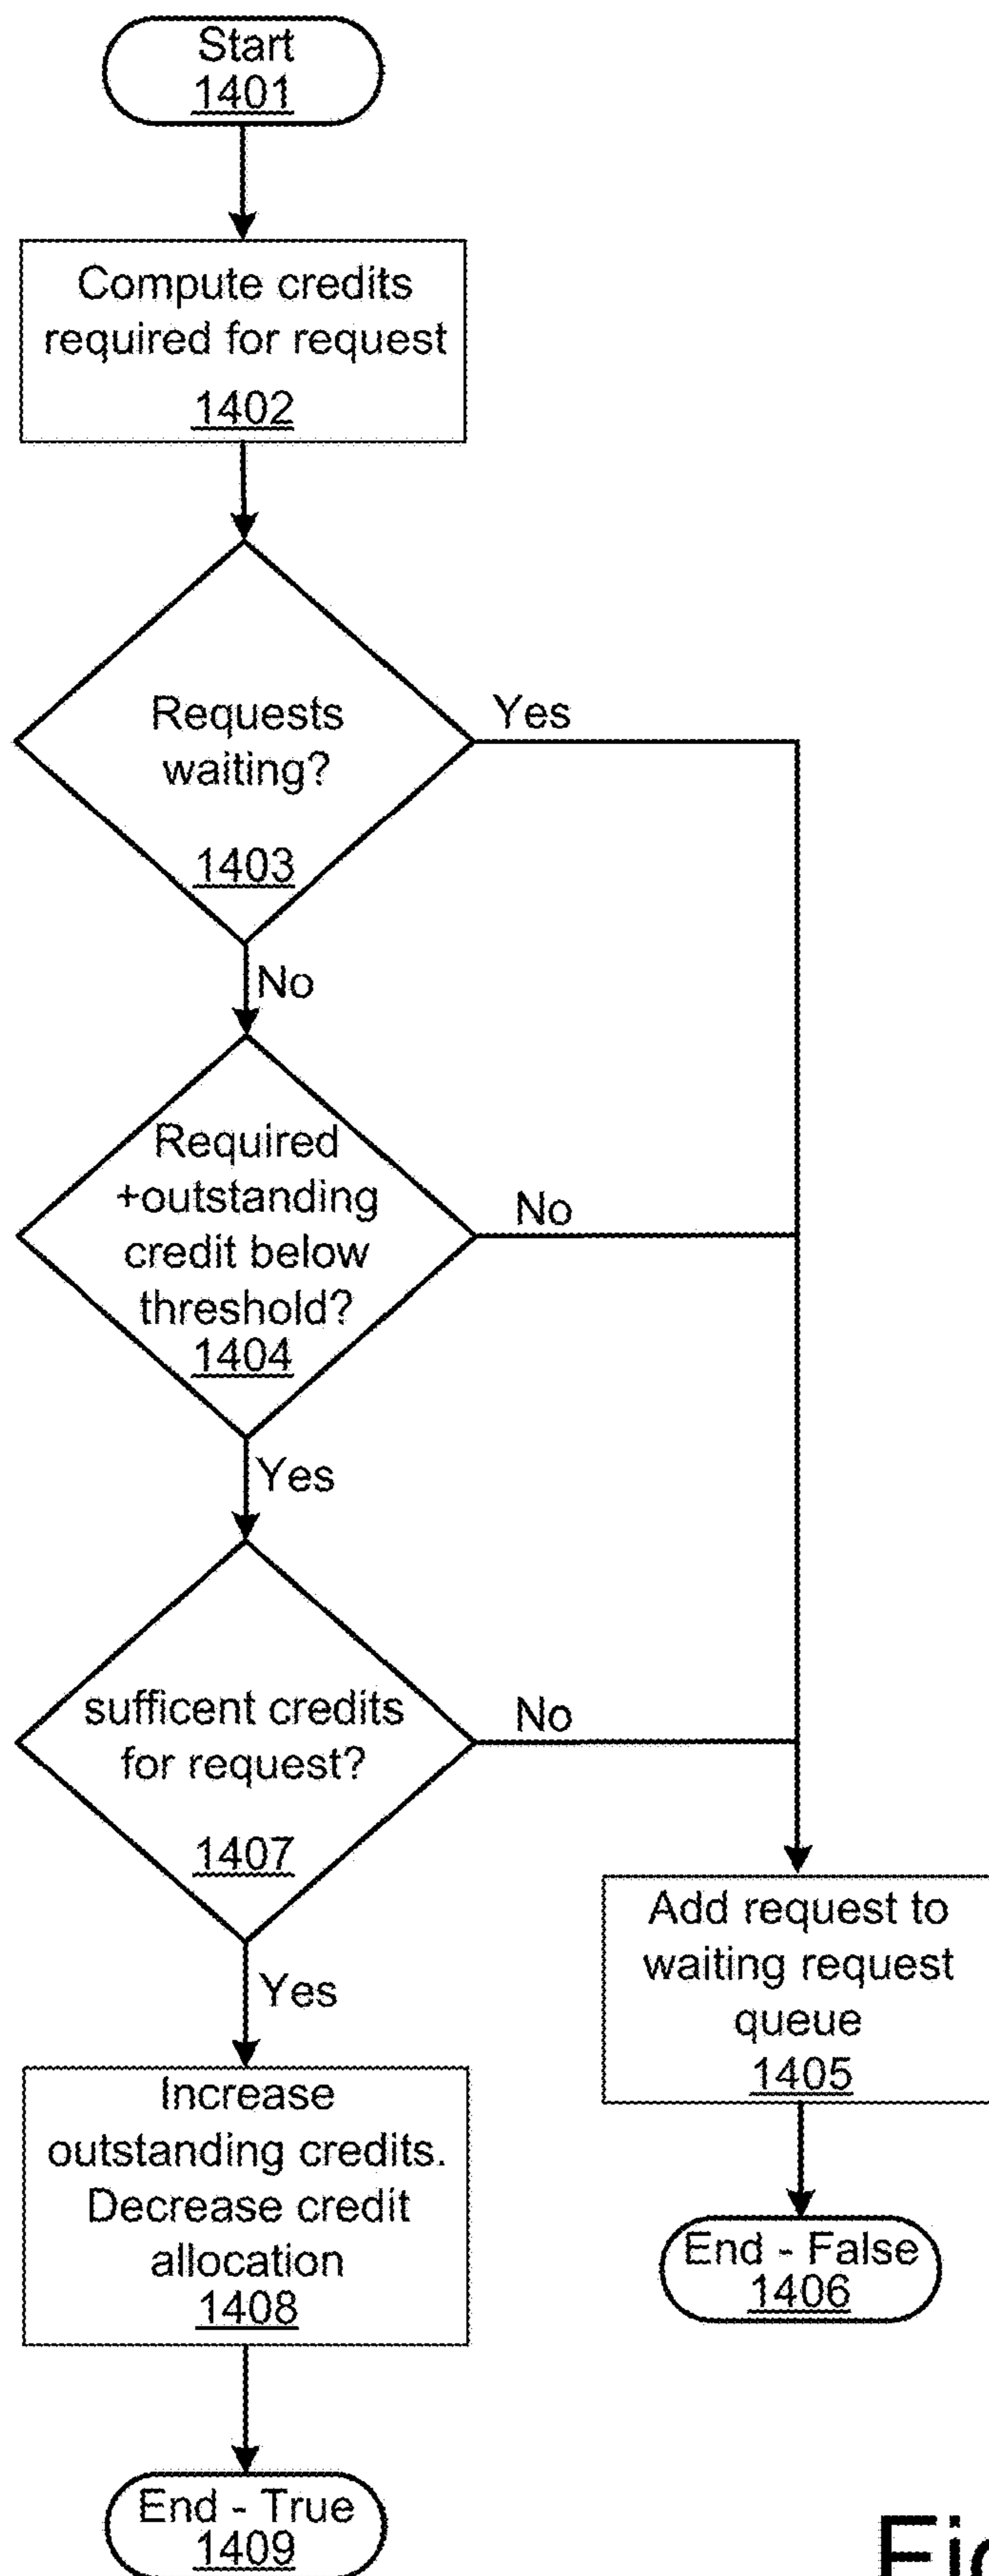 Start
1401
Compute credits
required for request
1402
Requests
waiting?
1403
Yes
No
Required
+outstanding
credit below
threshold?
1404
No
Yes
sufficent credits
for request?
1407
No
Yes
Add request to
waiting request
queue
1405
Increase
outstanding credits.
Decrease credit
allocation
1408
End - False
1406
End - True
1409